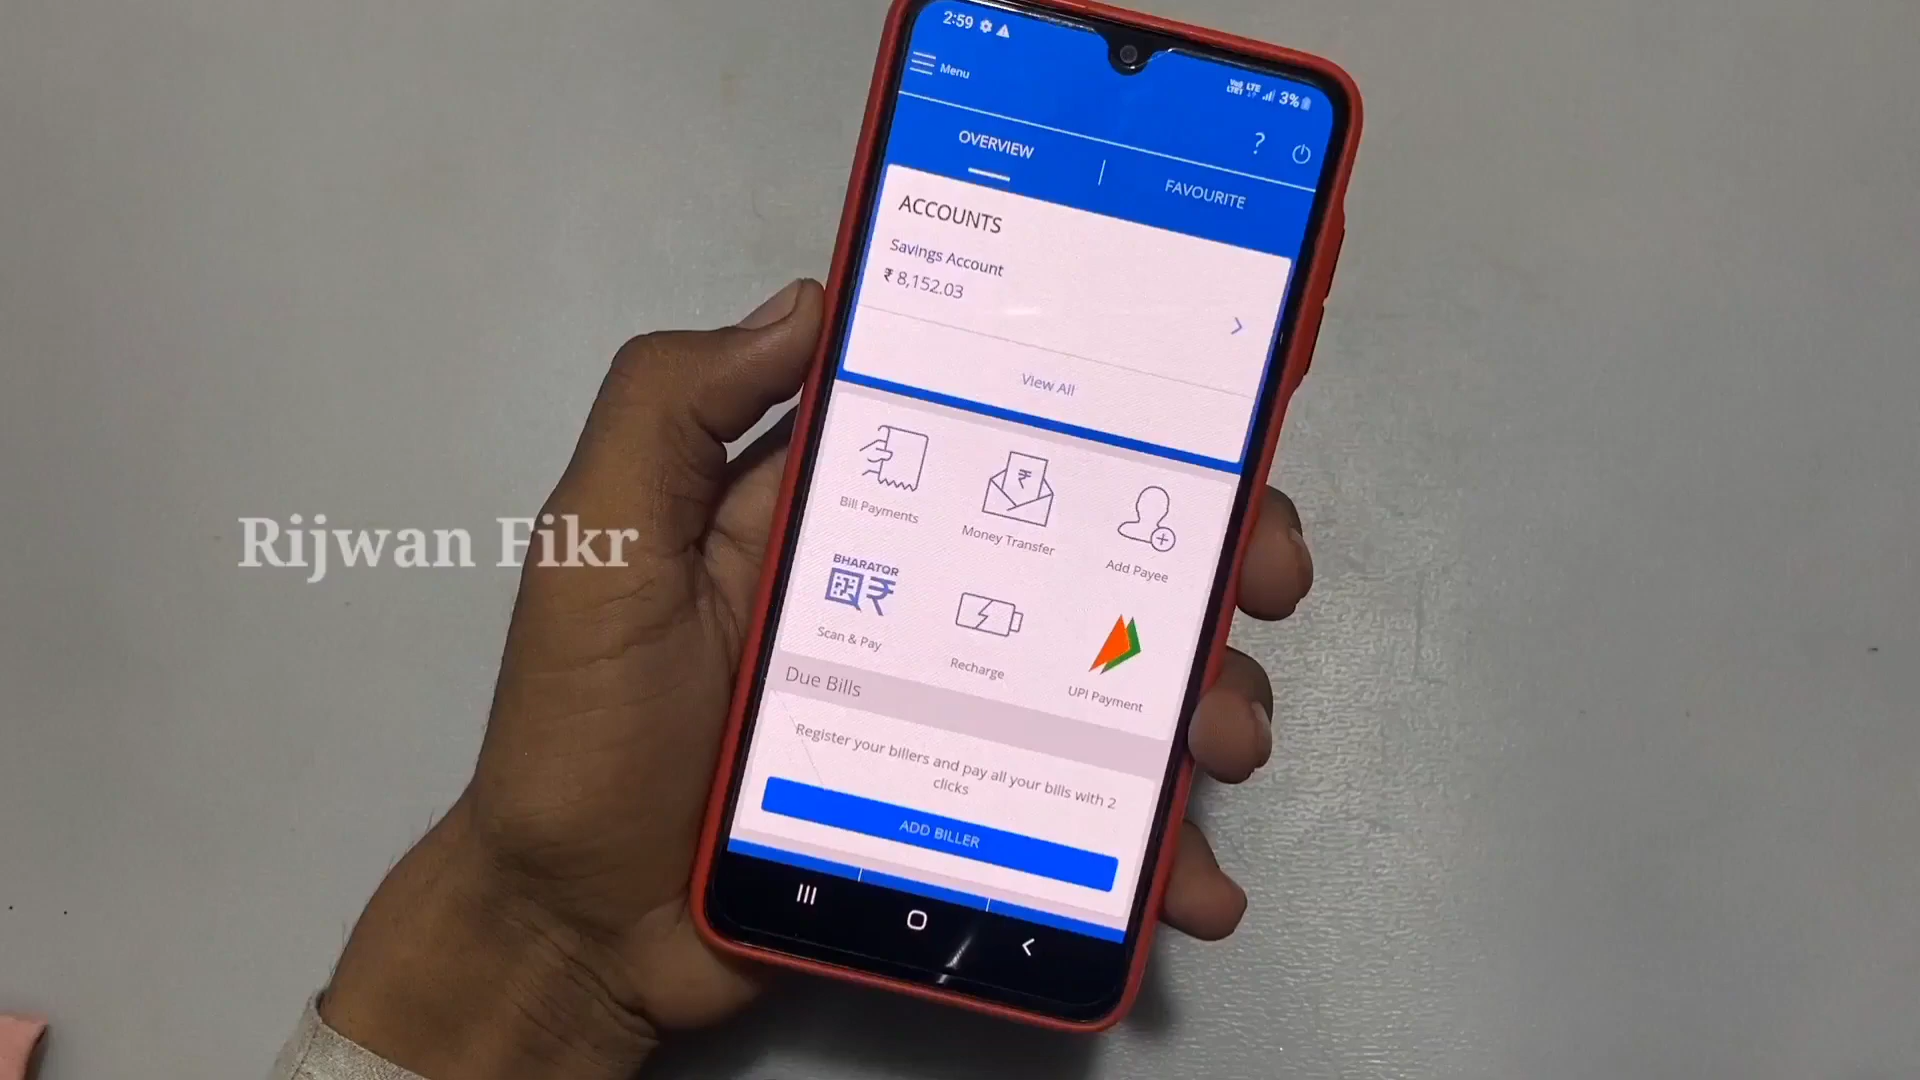 2:59
Menu
LTE
3%
?
OVERVIEW
FAVOURITE
ACCOUNTS
Savings Account
₹ 8,152.03
View All
Bill Payments
Money Transfer
Add Payee
BHARATQR
Scan & Pay
Recharge
UPI Payment
Due Bills
Register your billers and pay all your bills with 2
clicks
ADD BILLER
Rijwan Fikr